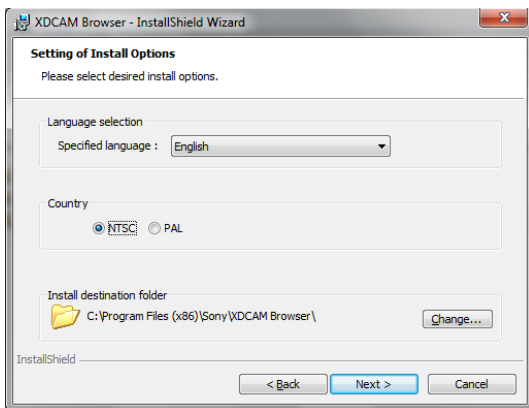 XDCAM Browser - InstallShield Wizard
Setting of Install Options
Please select desired install options.
Language selection
Specified language : English
Country
NTSC PAL
Install destination folder
C:\Program Files (x86)\Sony\XDCAM Browser\ Change...
InstallShield
< Back Next > Cancel